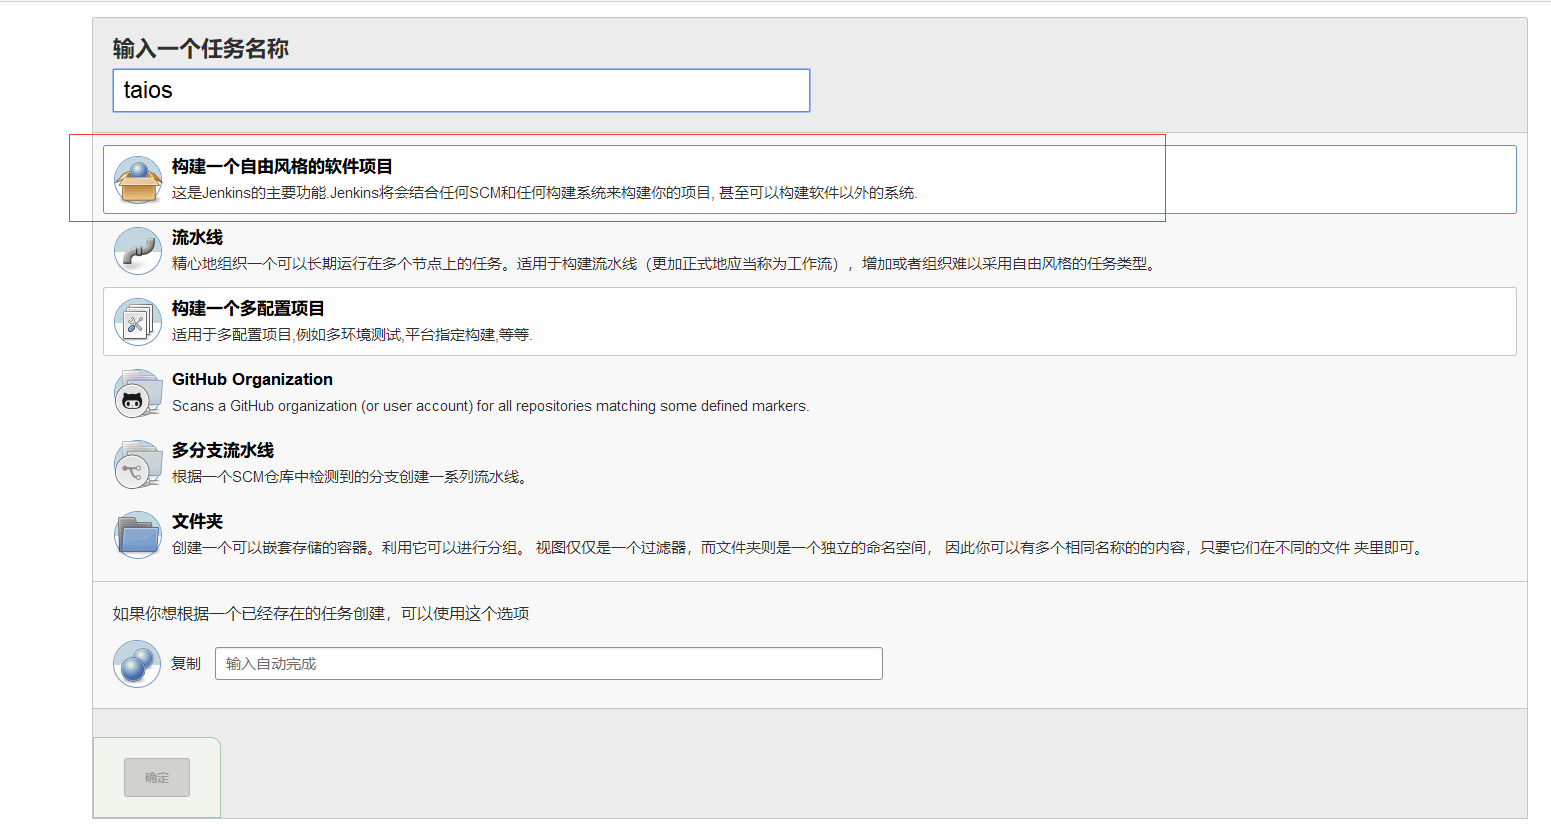 输入一个任务名称
taios
构建一个自由风格的软件项目
这是Jenkins的主要功能.Jenkins将会结合任何SCM和任何构建系统来构建你的项目, 甚至可以构建软件以外的系统.
流水线
精心地组织一个可以长期运行在多个节点上的任务。适用于构建流水线（更加正式地应当称为工作流），增加或者组织难以采用自由风格的任务类型。
构建一个多配置项目
适用于多配置项目,例如多环境测试,平台指定构建,等等.
GitHub Organization
Scans a GitHub organization (or user account) for all repositories matching some defined markers.
多分支流水线
根据一个SCM仓库中检测到的分支创建一系列流水线。
文件夹
创建一个可以嵌套存储的容器。利用它可以进行分组。 视图仅仅是一个过滤器，而文件夹则是一个独立的命名空间， 因此你可以有多个相同名称的的内容，只要它们在不同的文件 夹里即可。
如果你想根据一个已经存在的任务创建，可以使用这个选项
复制 输入自动完成
确定